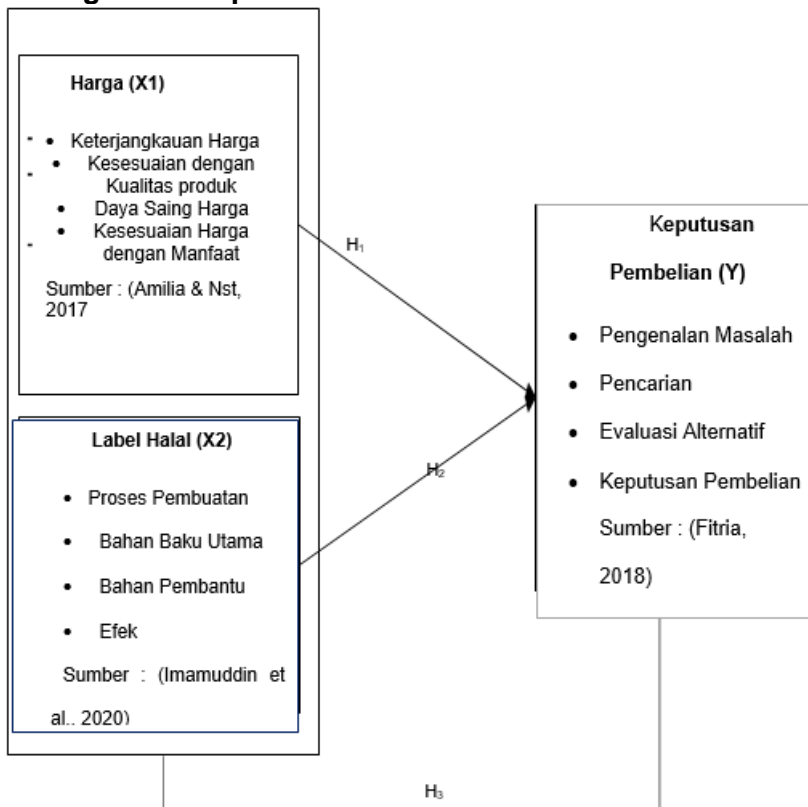 Harga (X1)
- • Keterjangkauan Harga
- • Kesesuaian dengan
Kualitas produk
• Daya Saing Harga
- • Kesesuaian Harga
dengan Manfaat
Sumber : (Amilia & Nst,
2017
H₁
Label Halal (X2)
• Proses Pembuatan
• Bahan Baku Utama
• Bahan Pembantu
• Efek
Sumber : (Imamuddin et
al.. 2020)
H₂
Keputusan
Pembelian (Y)
• Pengenalan Masalah
• Pencarian
• Evaluasi Alternatif
• Keputusan Pembelian
Sumber : (Fitria,
2018)
H₃